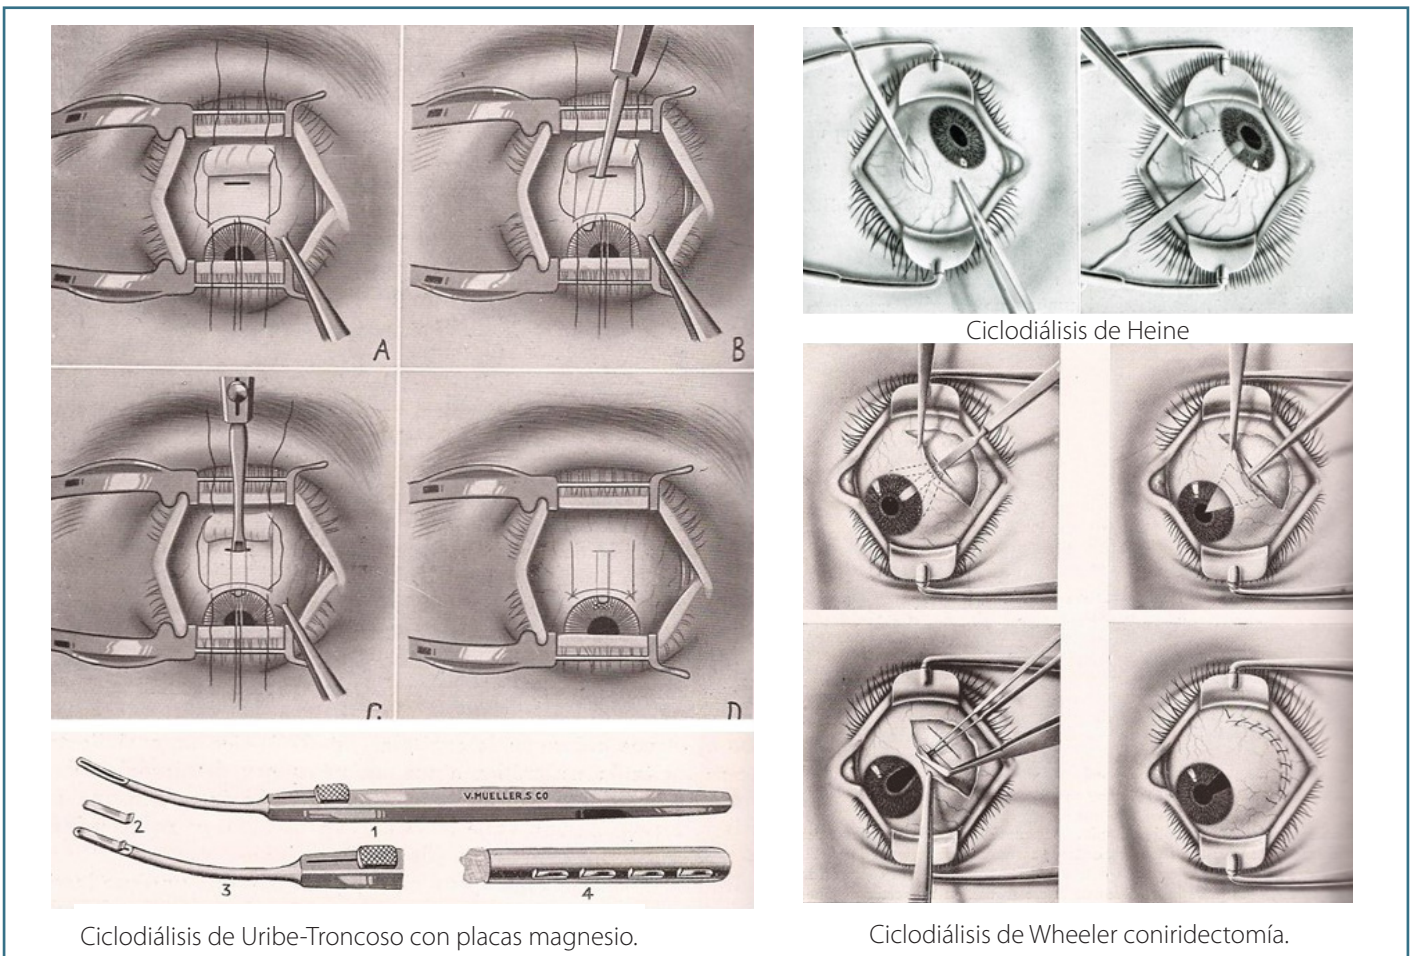 A
B
C
D
V. MUELLER.S CO
1
2
3
4
Ciclodiálisis de Uribe-Troncoso con placas magnesio.
Ciclodiálisis de Heine
Ciclodiálisis de Wheeler coniridectomía.